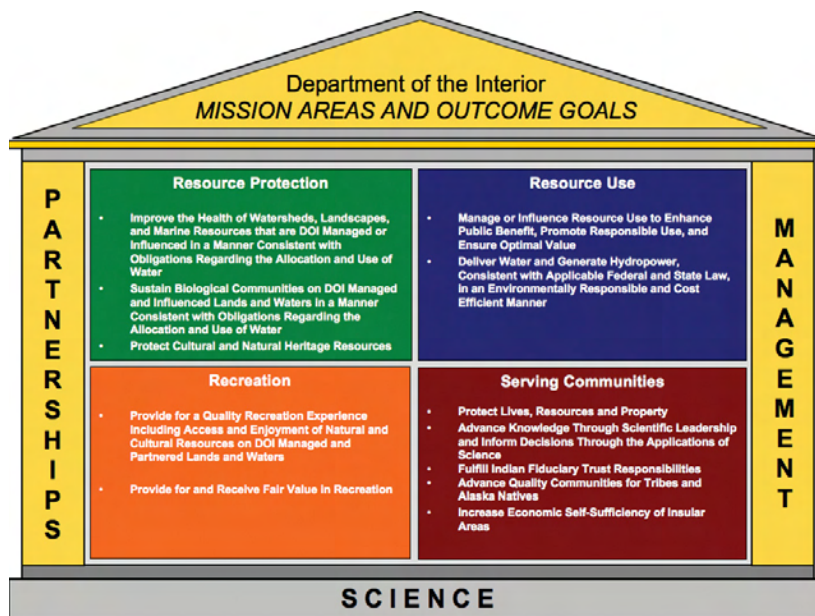 Department of the Interior
MISSION AREAS AND OUTCOME GOALS
PARTNERSHIPS
Resource Protection
• Improve the Health of Watersheds, Landscapes,
and Marine Resources that are DOI Managed or
Influenced in a Manner Consistent with
Obligations Regarding the Allocation and Use of
Water
• Sustain Biological Communities on DOI Managed
and Influenced Lands and Waters in a Manner
Consistent with Obligations Regarding the
Allocation and Use of Water
• Protect Cultural and Natural Heritage Resources
Resource Use
• Manage or Influence Resource Use to Enhance
Public Benefit, Promote Responsible Use, and
Ensure Optimal Value
• Deliver Water and Generate Hydropower,
Consistent with Applicable Federal and State Law,
in an Environmentally Responsible and Cost
Efficient Manner
Recreation
• Provide for a Quality Recreation Experience
Including Access and Enjoyment of Natural and
Cultural Resources on DOI Managed and
Partnered Lands and Waters
• Provide for and Receive Fair Value in Recreation
Serving Communities
• Protect Lives, Resources and Property
• Advance Knowledge Through Scientific Leadership
and Inform Decisions Through the Applications of
Science
• Fulfill Indian Fiduciary Trust Responsibilities
• Advance Quality Communities for Tribes and
Alaska Natives
• Increase Economic Self-Sufficiency of Insular
Areas
MANAGEMENT
SCIENCE